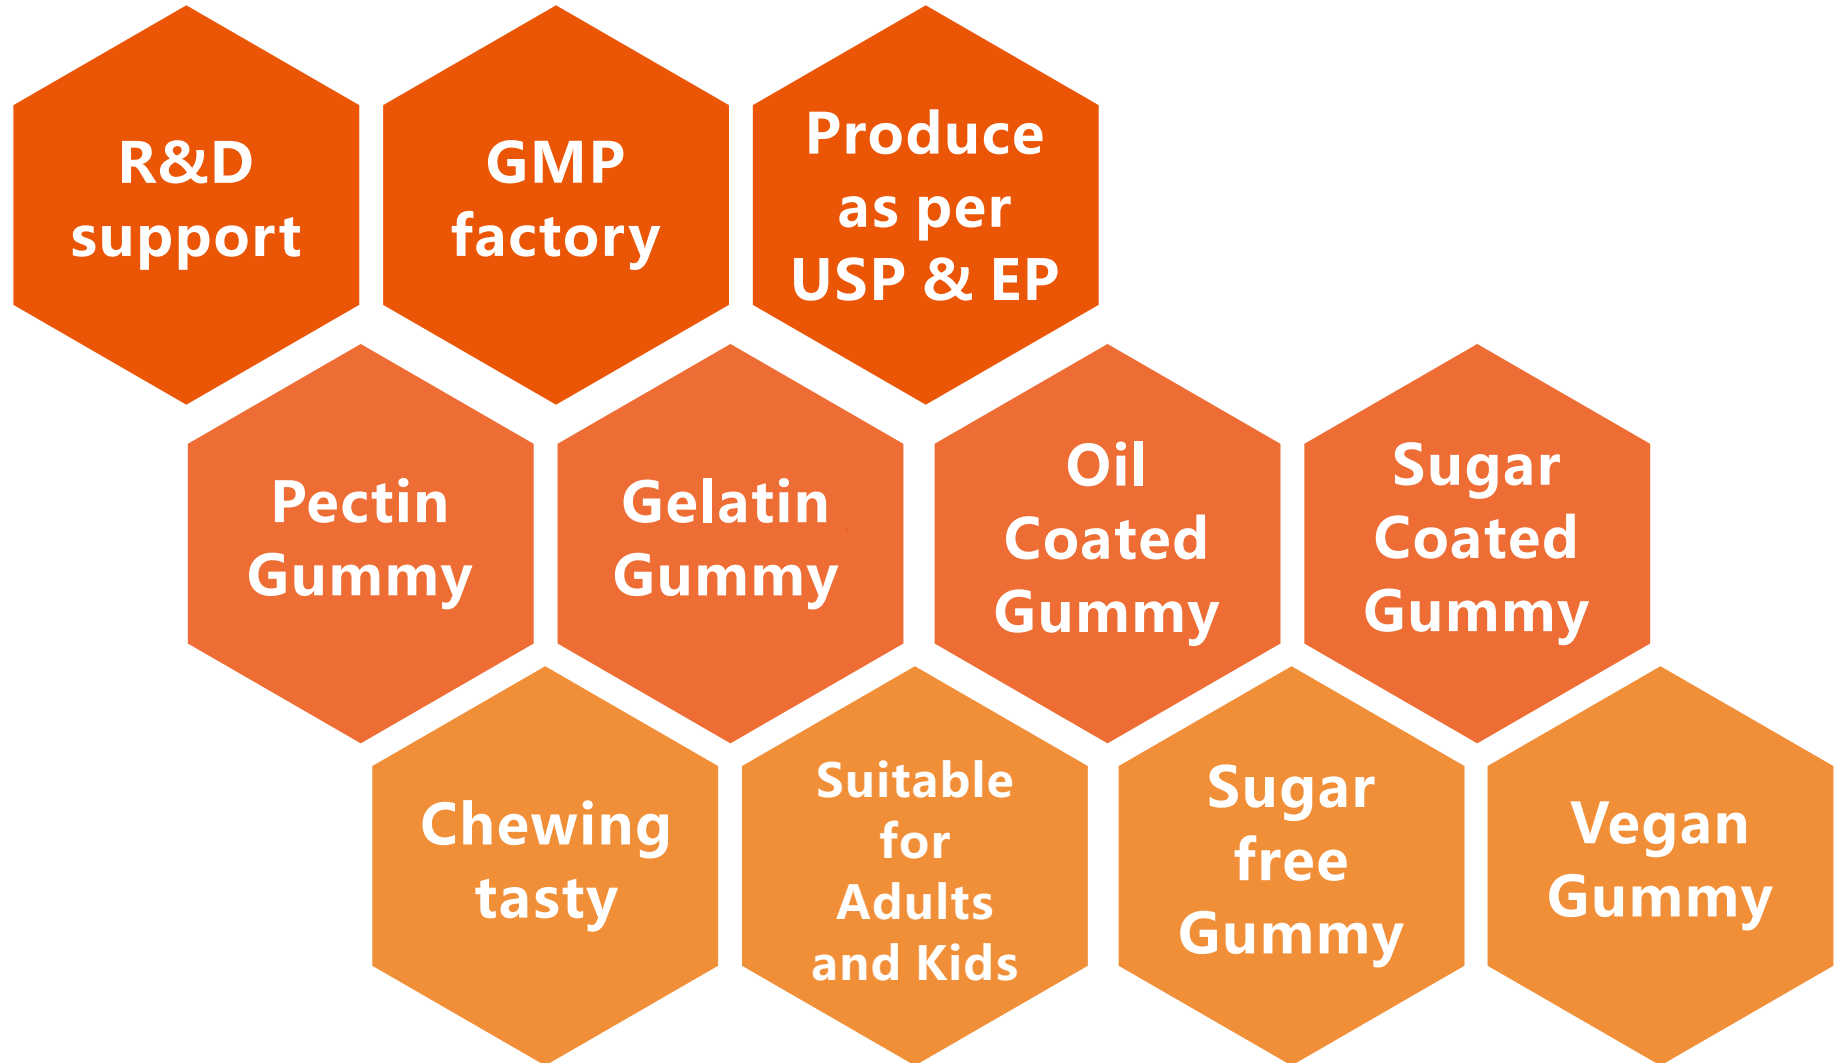 R&D
support
GMP
factory
Produce
as per
USP & EP
Pectin
Gummy
Gelatin
Gummy
Oil
Coated
Gummy
Sugar
Coated
Gummy
Chewing
tasty
Suitable
for
Adults
and Kids
Sugar
free
Gummy
Vegan
Gummy